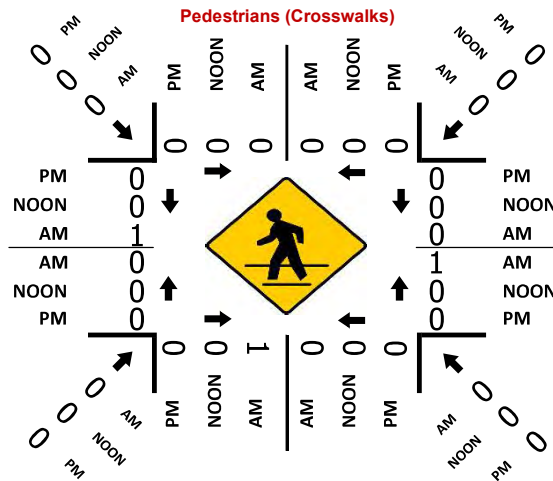 Pedestrians (Crosswalks)
0 PM
0 NOON
0 AM
PM NOON AM AM NOON PM
PM 0
NOON 0
AM 0
0 0 0 0 0 0
PM 0 0 PM
NOON 0 0 NOON
AM 1 0 AM
AM 0 1 AM
NOON 0 0 NOON
PM 0 0 PM
0 0 1 0 0 0
PM NOON AM AM NOON PM
0 AM
0 NOON
0 PM
AM 0
NOON 0
PM 0